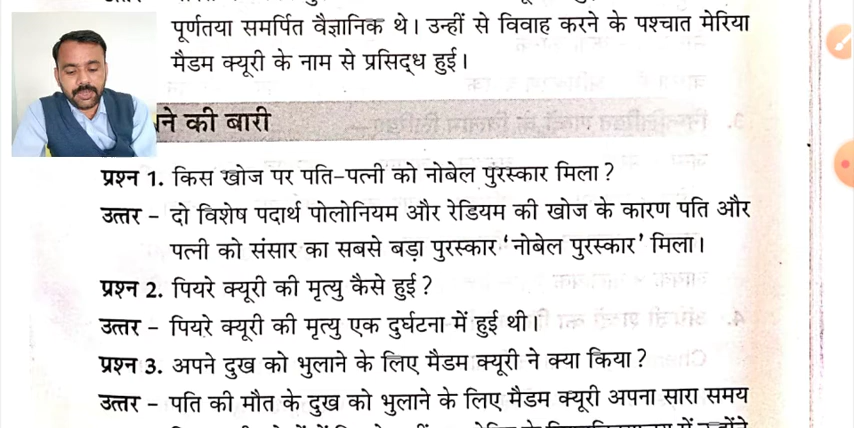 पूर्णतया समर्पित वैज्ञानिक थे। उन्हीं से विवाह करने के पश्चात मेरिया
मैडम क्यूरी के नाम से प्रसिद्ध हुई।
ने की बारी
प्रश्न 1. किस खोज पर पति-पत्नी को नोबेल पुरस्कार मिला?
उत्तर - दो विशेष पदार्थ पोलोनियम और रेडियम की खोज के कारण पति और
पत्नी को संसार का सबसे बड़ा पुरस्कार 'नोबेल पुरस्कार' मिला।
प्रश्न 2. पियरे क्यूरी की मृत्यु कैसे हुई?
उत्तर - पियरे क्यूरी की मृत्यु एक दुर्घटना में हुई थी।
प्रश्न 3. अपने दुख को भुलाने के लिए मैडम क्यूरी ने क्या किया?
उत्तर - पति की मौत के दुख को भुलाने के लिए मैडम क्यूरी अपना सारा समय